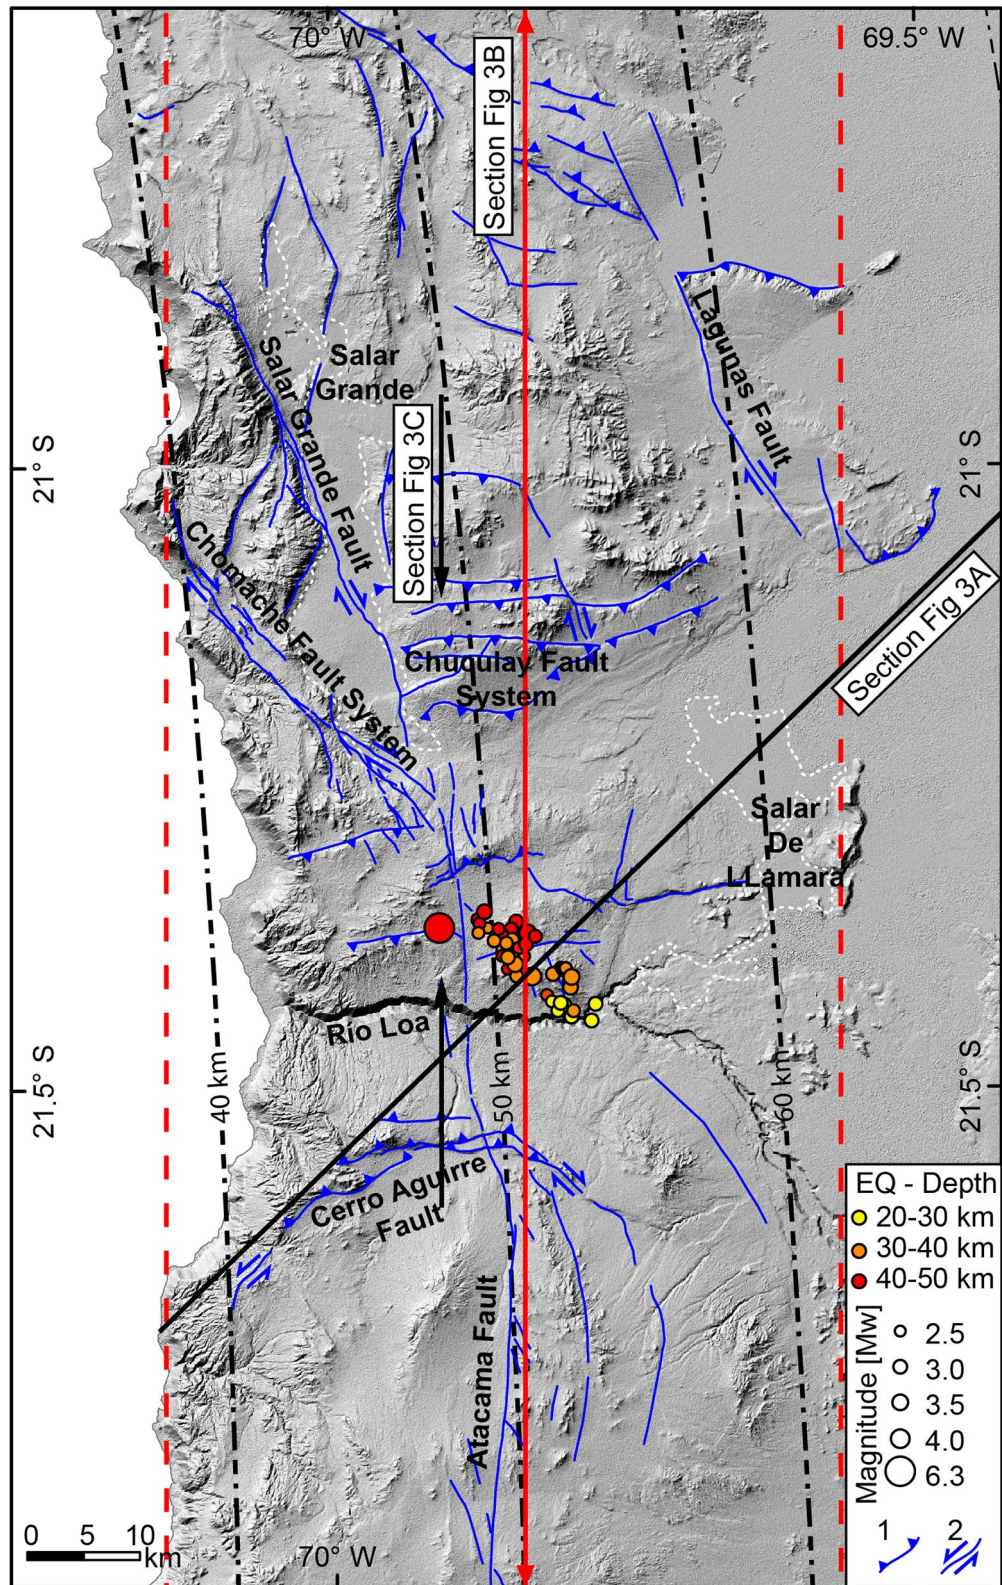 70° W
69.5° W
Section Fig 3B
Lagunas Fault
Salar Grande Fault
Salar
Grande
Section Fig 3C
21° S
21° S
Chomache Fault System
Section Fig 3A
Chuqulay Fault
System
Salar
De
LLamara
Río Loa
40 km
50 km
60 km
21.5° S
21.5° S
Cerro Aguirre
Fault
Atacama Fault
EQ - Depth
20-30 km
30-40 km
40-50 km
Magnitude [Mw]
2.5
3.0
3.5
4.0
6.3
1 2
0 5 10
km
70° W